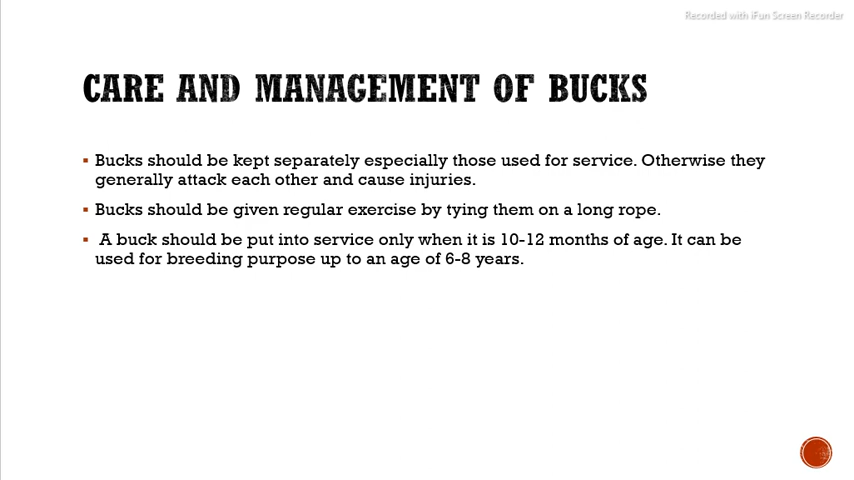 Recorded with iFun Screen Recorder
CARE AND MANAGEMENT OF BUCKS
▪ Bucks should be kept separately especially those used for service. Otherwise they
generally attack each other and cause injuries.
▪ Bucks should be given regular exercise by tying them on a long rope.
▪ A buck should be put into service only when it is 10-12 months of age. It can be
used for breeding purpose up to an age of 6-8 years.